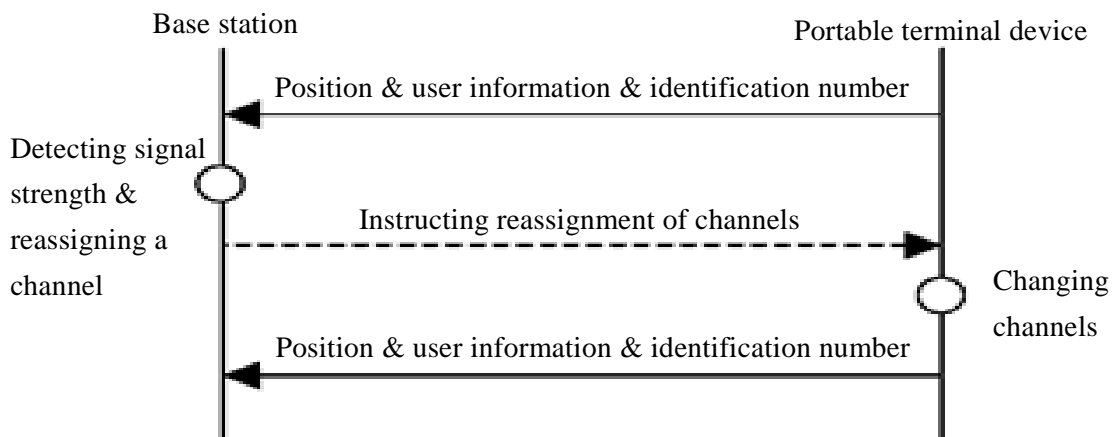 Base station
Portable terminal device
Position & user information & identification number
Detecting signal
strength &
reassigning a
channel
Instructing reassignment of channels
Changing
channels
Position & user information & identification number